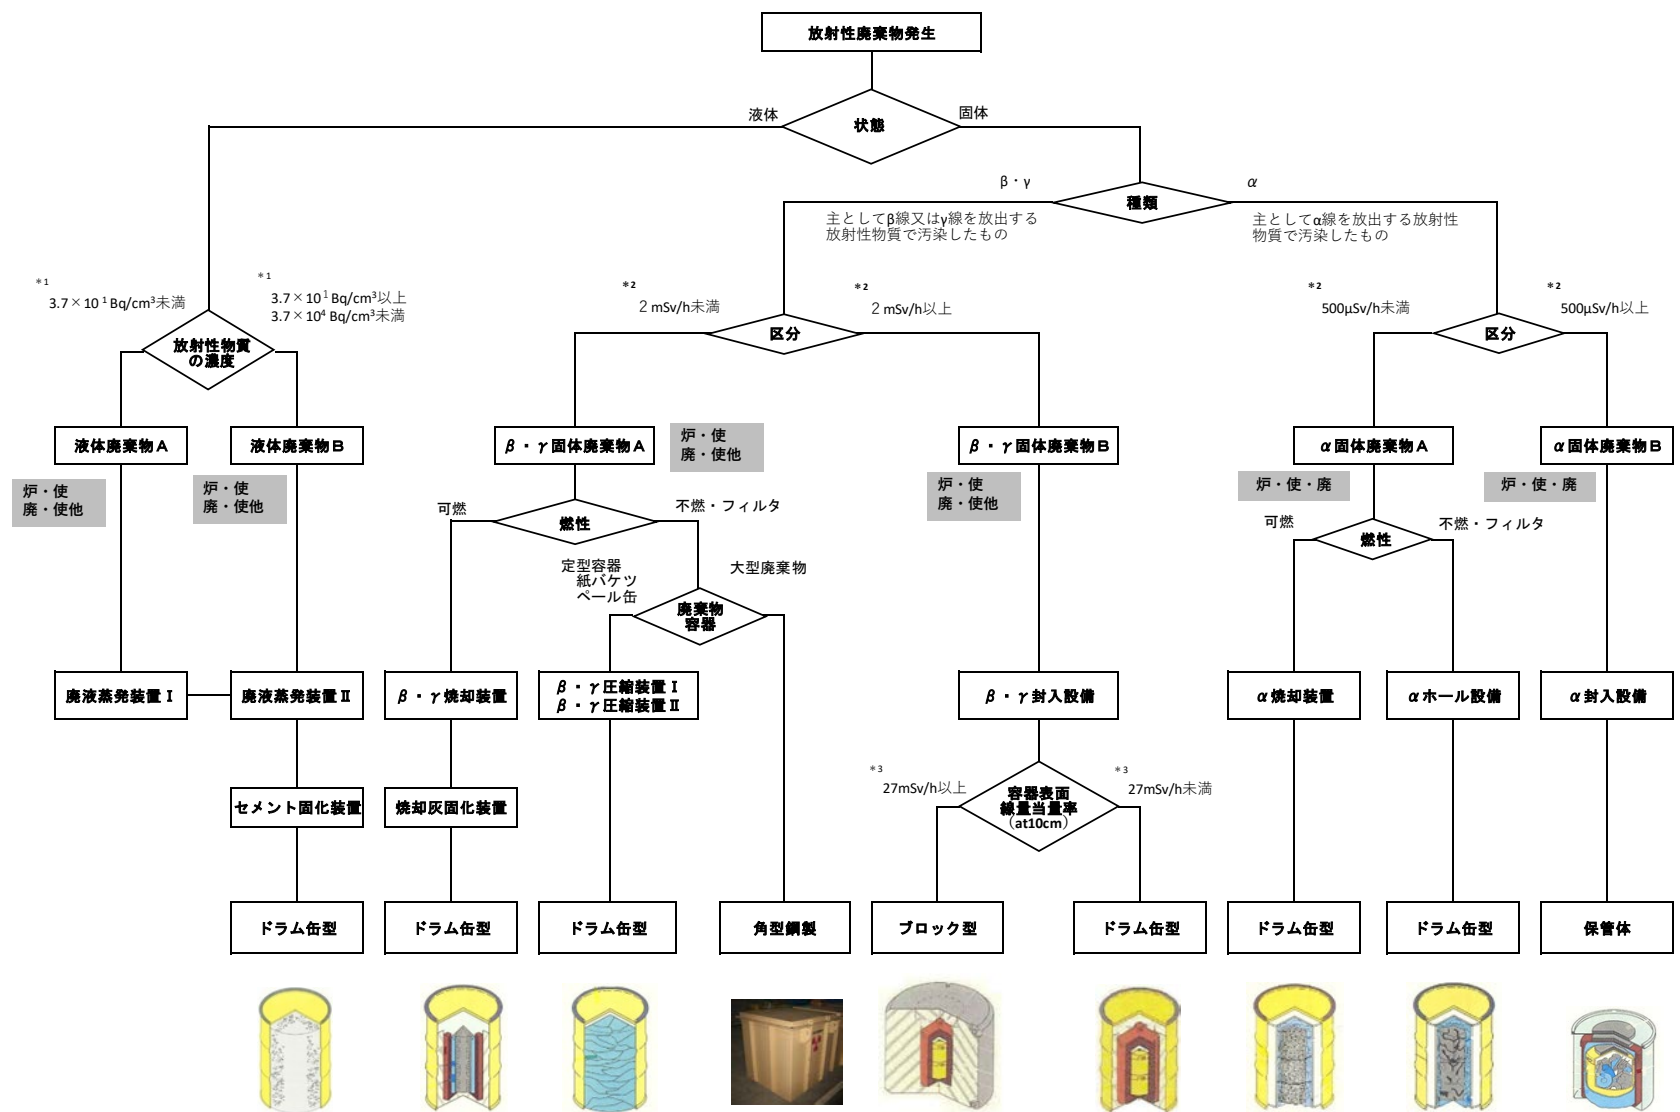 放射性廃棄物発生
液体
状態
固体
β・γ
種類
α
主としてβ線又はγ線を放出する
放射性物質で汚染したもの
主としてα線を放出する放射性
物質で汚染したもの
*1
3.7×10¹ Bq/cm³未満
*1
3.7×10¹ Bq/cm³以上
3.7×10⁴ Bq/cm³未満
*2
2 mSv/h未満
*2
2 mSv/h以上
*2
500μSv/h未満
*2
500μSv/h以上
放射性物質
の濃度
区分
区分
液体廃棄物A
液体廃棄物B
β・γ固体廃棄物A
炉・使
廃・使他
β・γ固体廃棄物B
α固体廃棄物A
α固体廃棄物B
炉・使
廃・使他
炉・使
廃・使他
炉・使
廃・使他
炉・使・廃
炉・使・廃
可燃
燃性
不燃・フィルタ
可燃
燃性
不燃・フィルタ
定型容器
紙バケツ
ペール缶
大型廃棄物
廃棄物
容器
廃液蒸発装置Ⅰ
廃液蒸発装置Ⅱ
β・γ焼却装置
β・γ圧縮装置Ⅰ
β・γ圧縮装置Ⅱ
β・γ封入設備
α焼却装置
αホール設備
α封入設備
*3
27mSv/h以上
容器表面
線量当量率
(at10cm)
*3
27mSv/h未満
セメント固化装置
焼却灰固化装置
ドラム缶型
ドラム缶型
ドラム缶型
角型鋼製
ブロック型
ドラム缶型
ドラム缶型
ドラム缶型
保管体